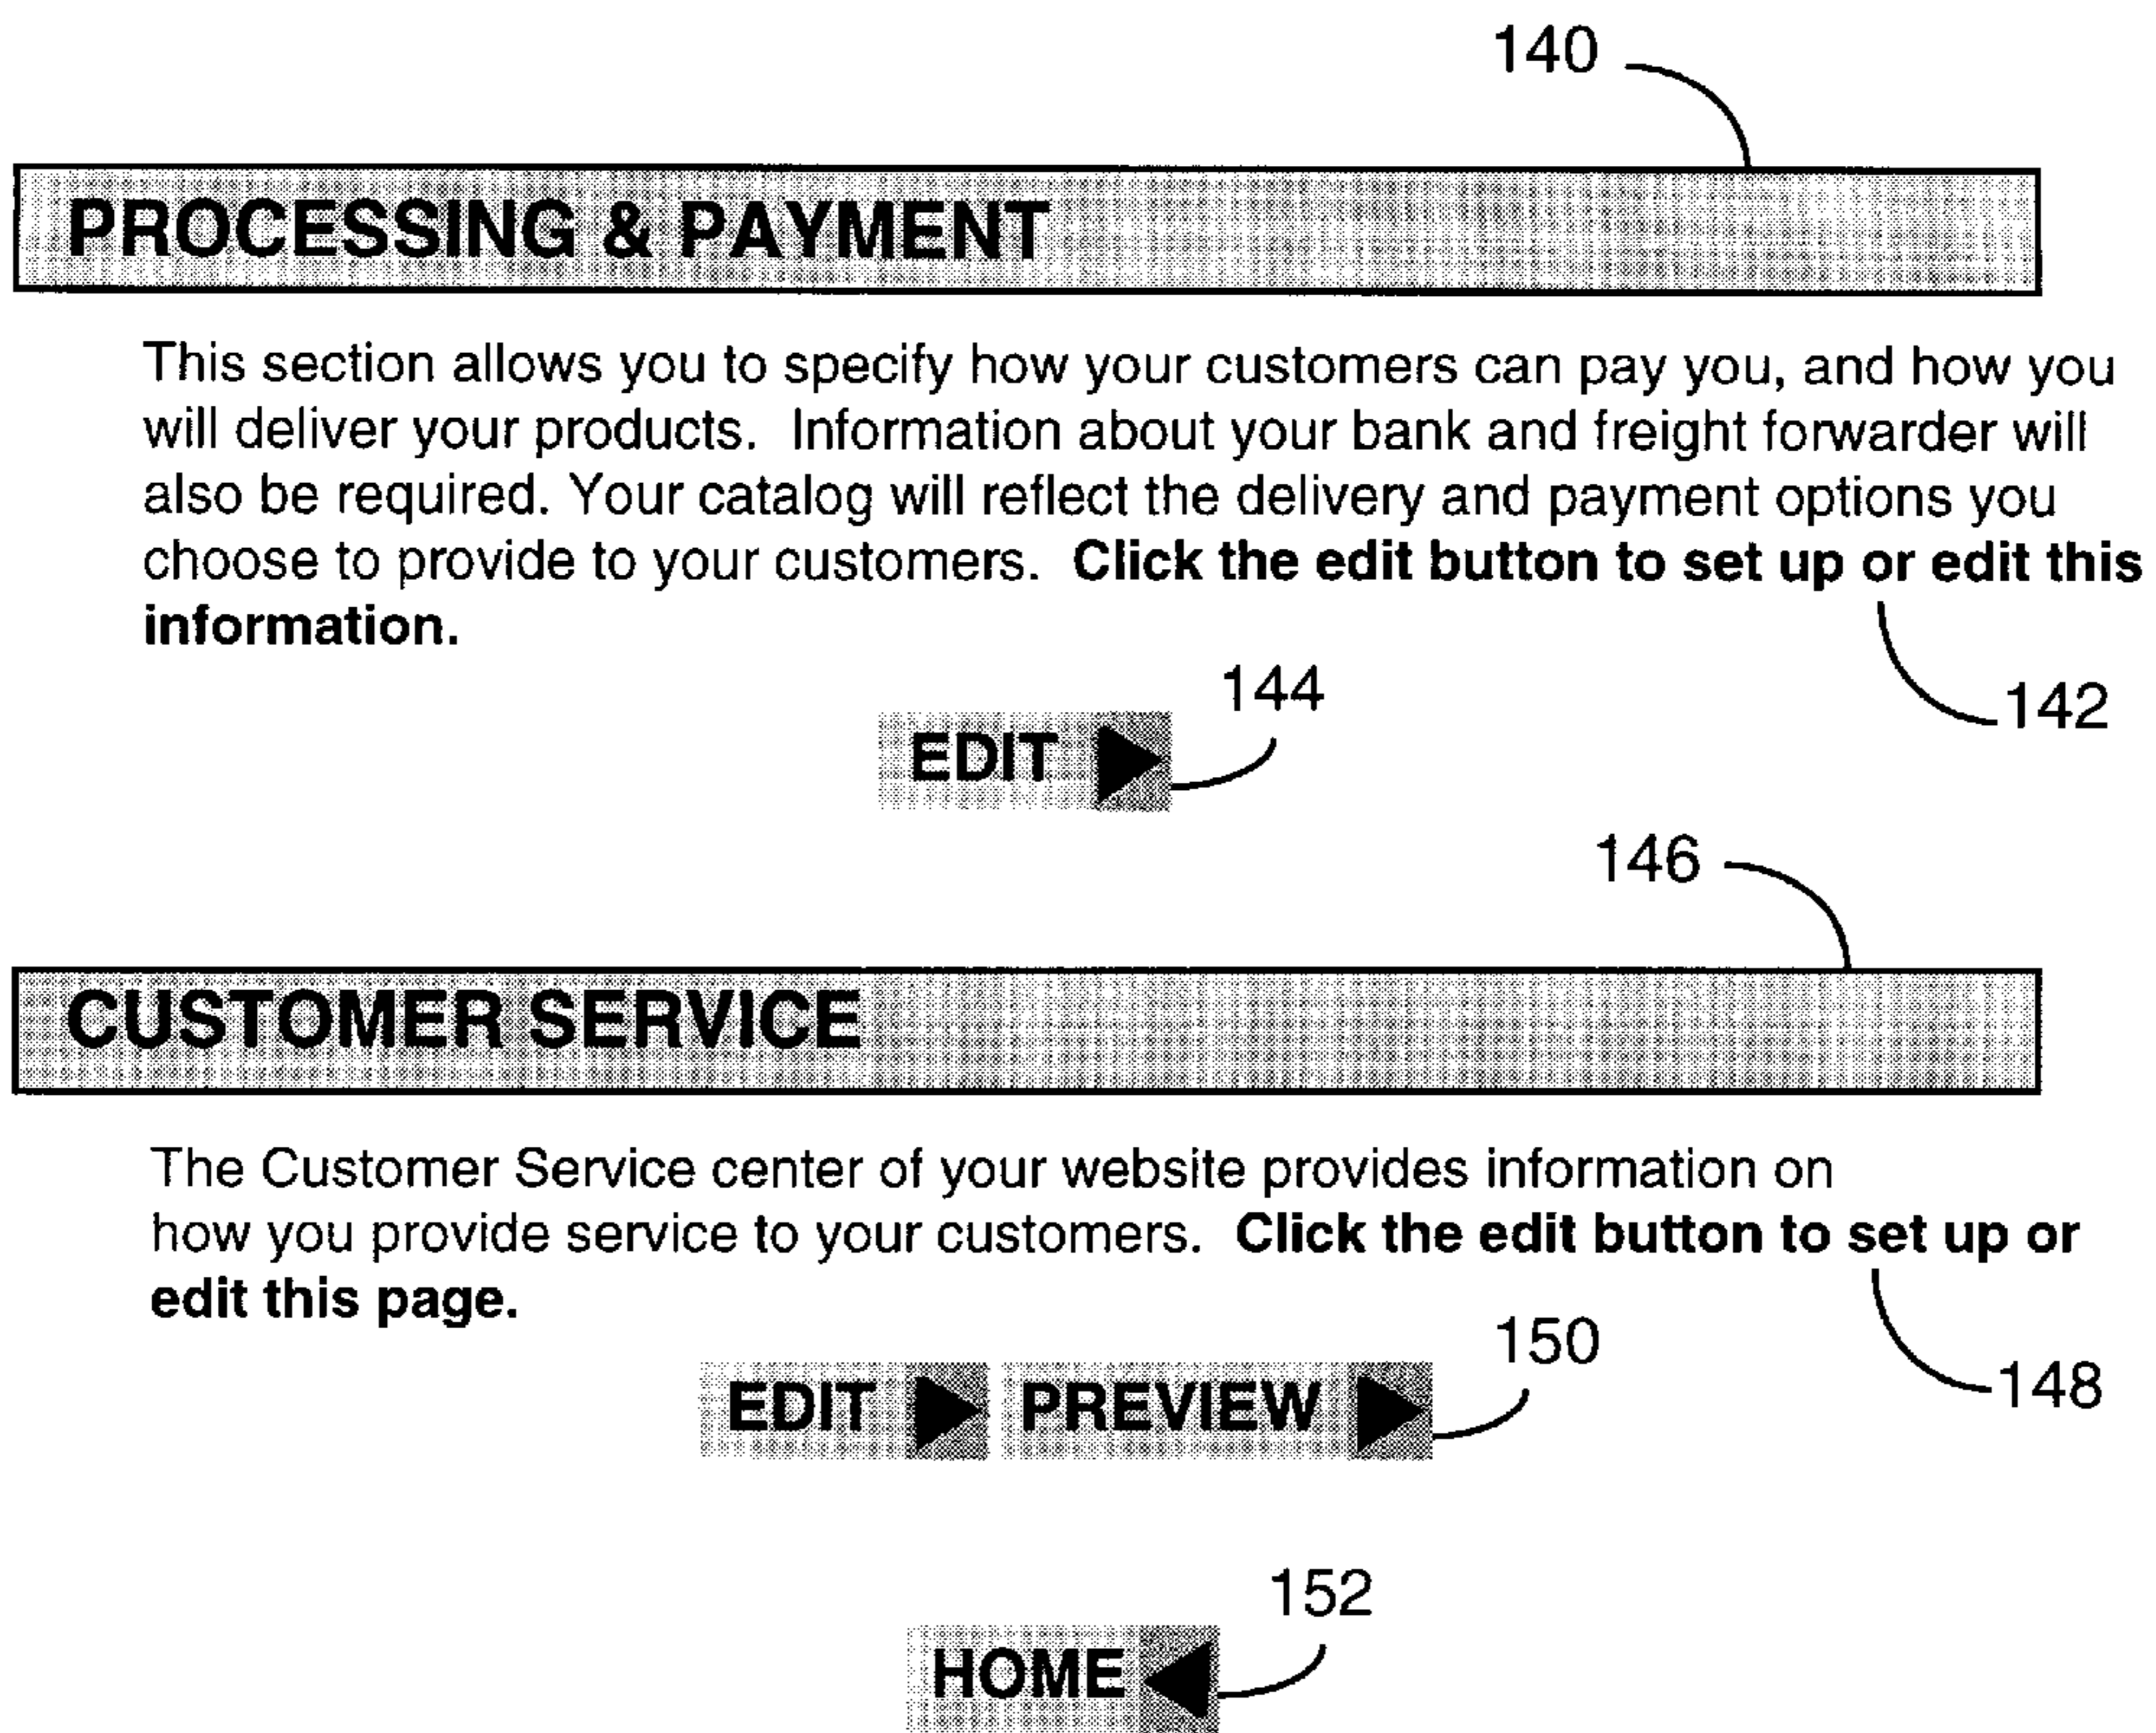 140
PROCESSING & PAYMENT
This section allows you to specify how your customers can pay you, and how you
will deliver your products. Information about your bank and freight forwarder will
also be required. Your catalog will reflect the delivery and payment options you
choose to provide to your customers. Click the edit button to set up or edit this
information.
144
142
EDIT
146
CUSTOMER SERVICE
The Customer Service center of your website provides information on
how you provide service to your customers. Click the edit button to set up or
edit this page.
150
148
EDIT PREVIEW
152
HOME